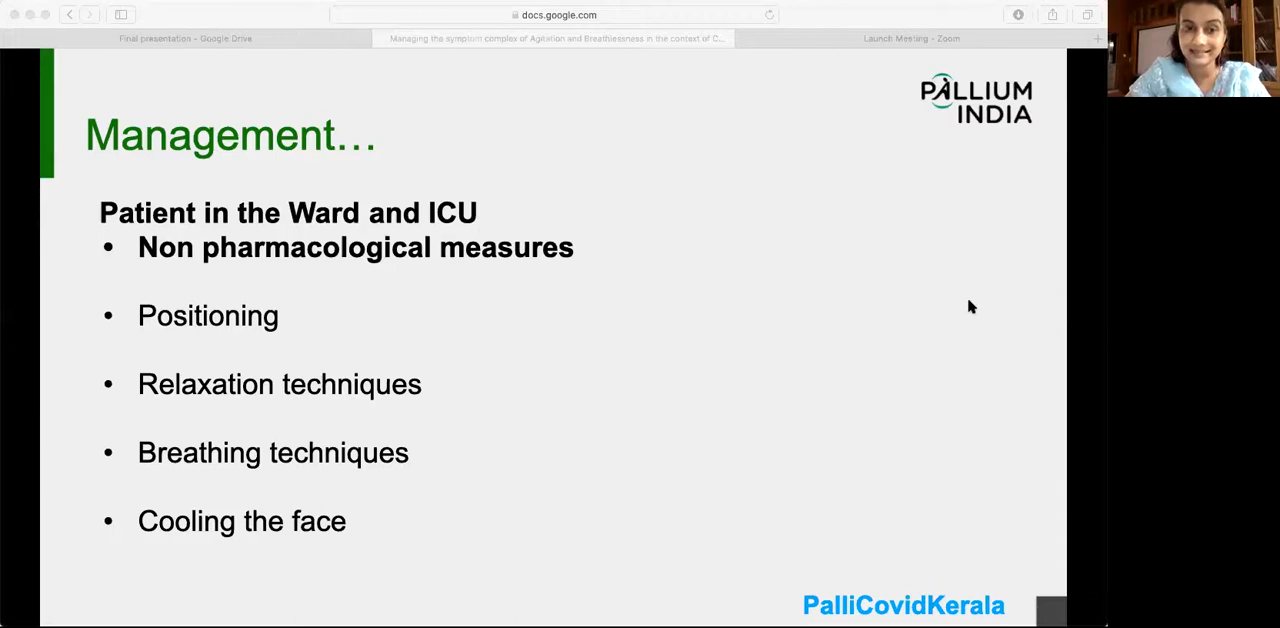 docs.google.com
Final presentation - Google Drive
Managing the symptom complex of Agitation and Breathlessness in the context of C...
Launch Meeting - Zoom
PALLIUM
INDIA
Management...
Patient in the Ward and ICU
• Non pharmacological measures
• Positioning
• Relaxation techniques
• Breathing techniques
• Cooling the face
PalliCovidKerala